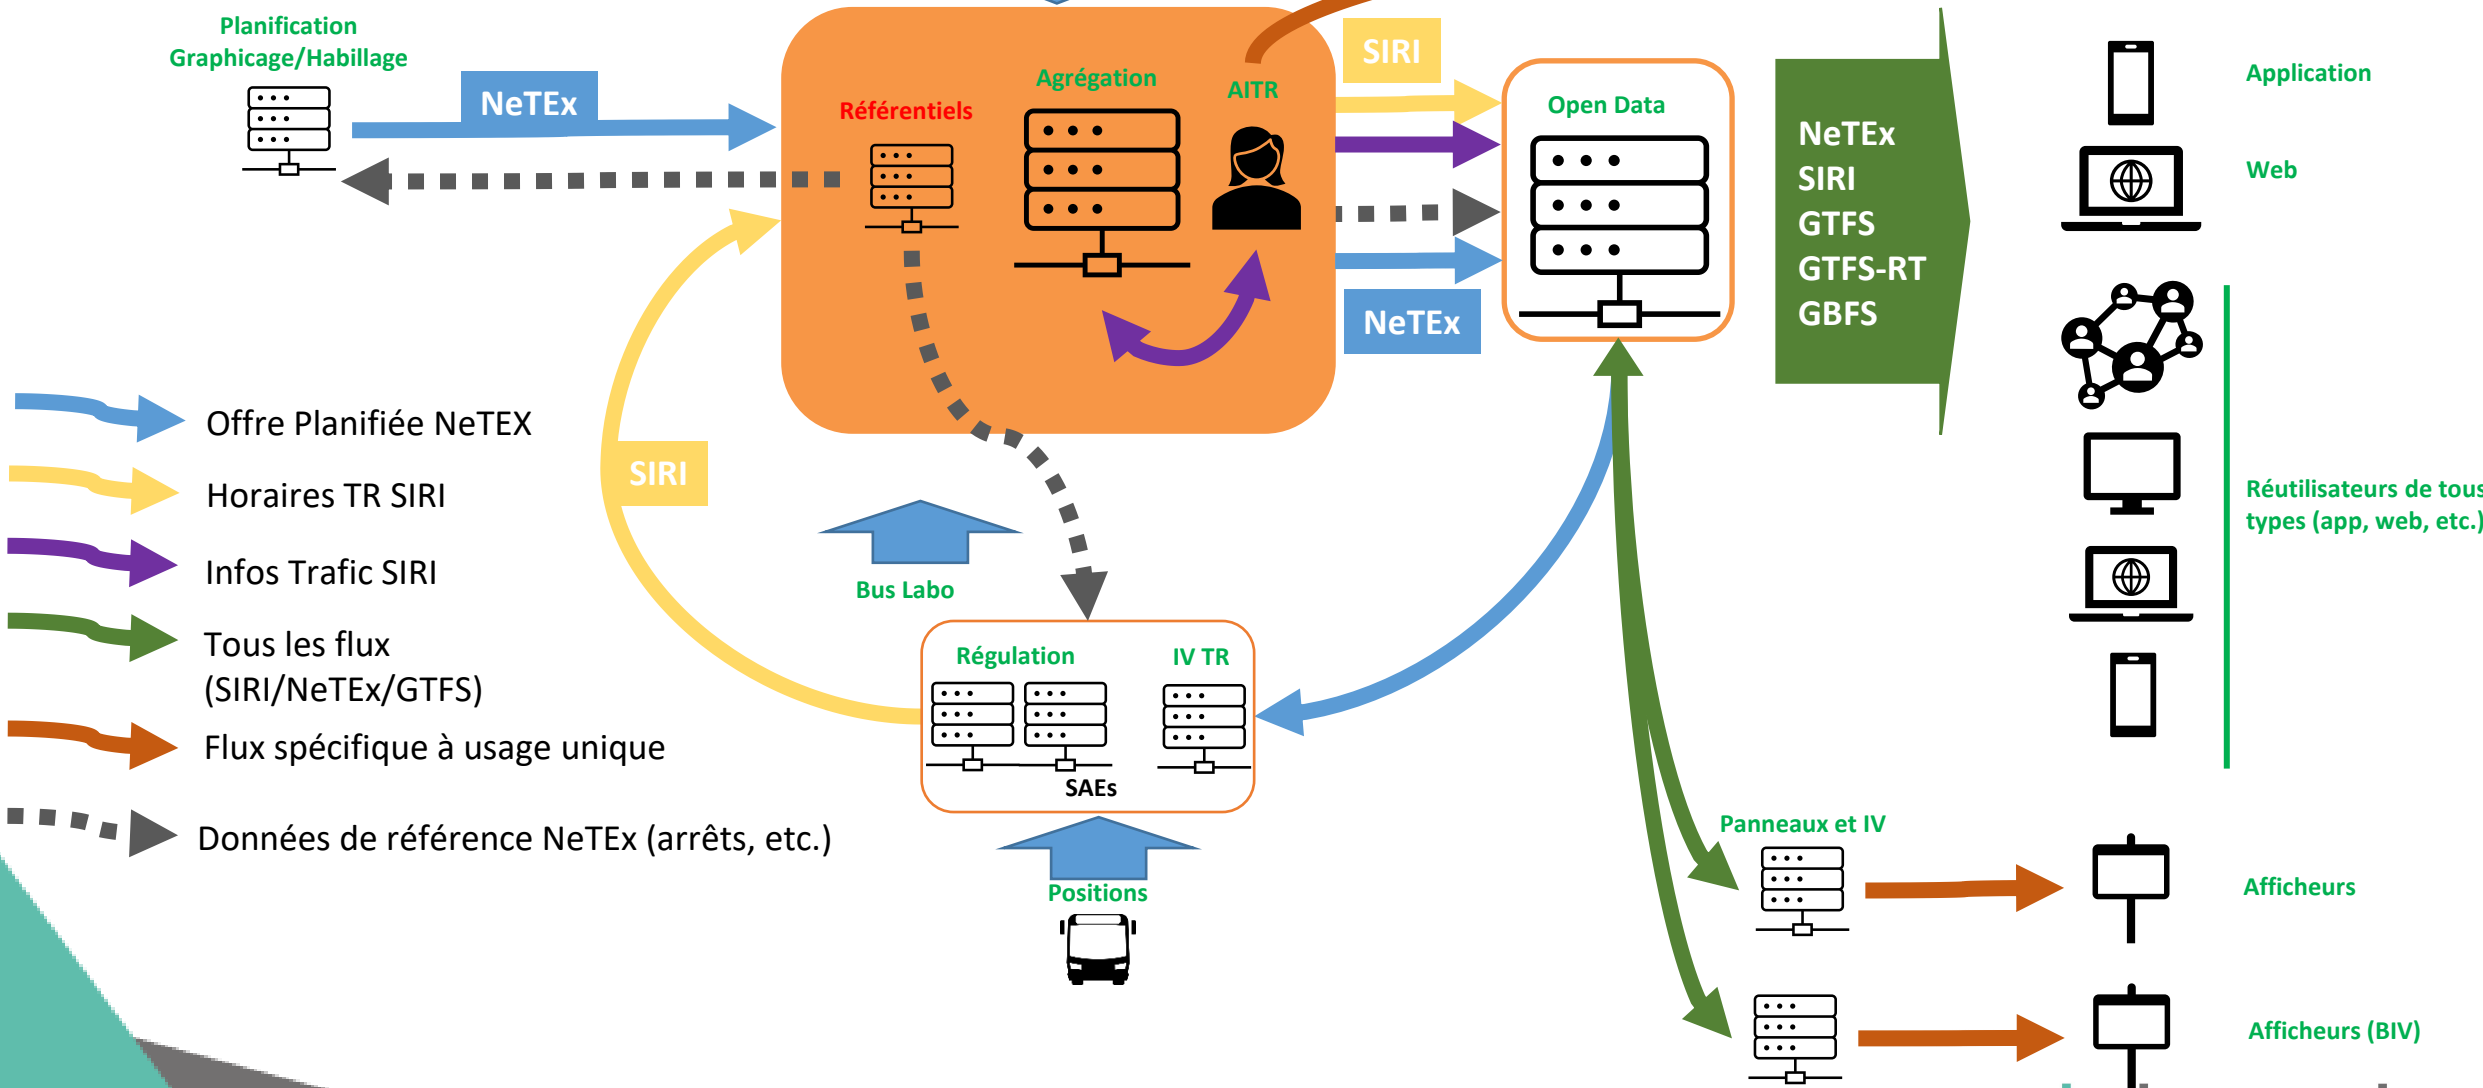 Planification
Graphicage/Habillage
NeTEx
Référentiels
Agrégation
AITR
SIRI
NeTEx
Open Data
NeTEx
SIRI
GTFS
GTFS-RT
GBFS
Application
Web
Réutilisateurs de tous
types (app, web, etc.)
SIRI
Bus Labo
Régulation
IV TR
SAEs
Positions
Panneaux et IV
Afficheurs
Afficheurs (BIV)
Offre Planifiée NeTEX
Horaires TR SIRI
Infos Trafic SIRI
Tous les flux
(SIRI/NeTEx/GTFS)
Flux spécifique à usage unique
Données de référence NeTEx (arrêts, etc.)